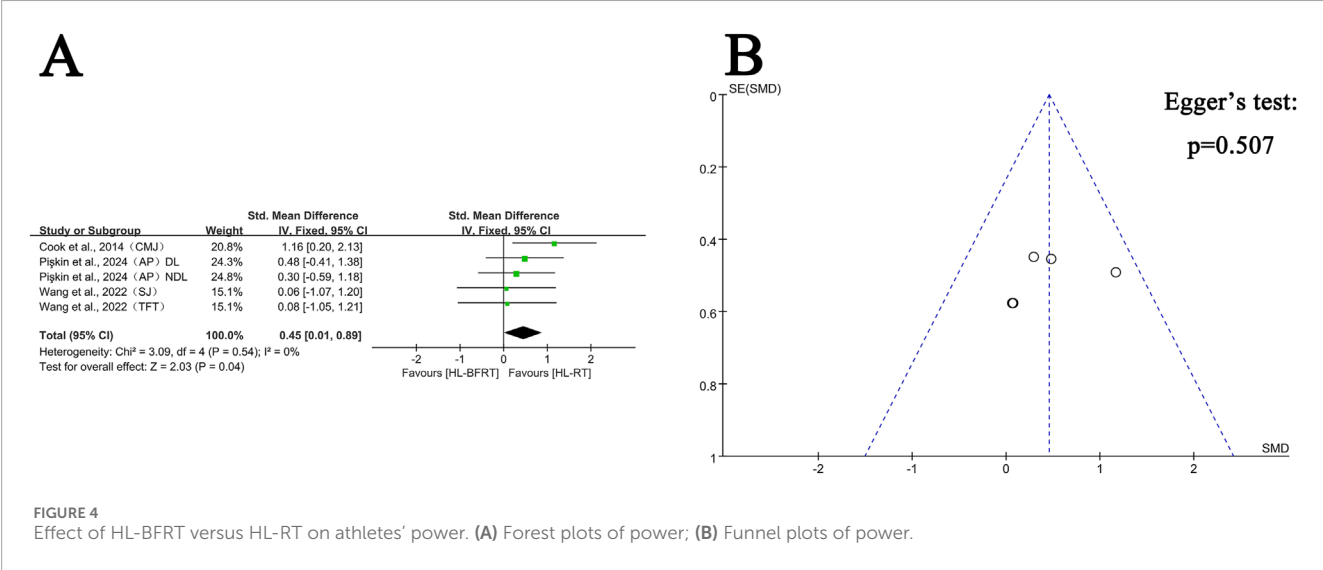 A
Std. Mean Difference Std. Mean Difference
Study or Subgroup Weight IV. Fixed. 95% CI IV. Fixed. 95% CI
Cook et al., 2014（CMJ） 20.8% 1.16 [0.20, 2.13]
Pişkin et al., 2024（AP）DL 24.3% 0.48 [-0.41, 1.38]
Pişkin et al., 2024（AP）NDL 24.8% 0.30 [-0.59, 1.18]
Wang et al., 2022（SJ） 15.1% 0.06 [-1.07, 1.20]
Wang et al., 2022（TFT） 15.1% 0.08 [-1.05, 1.21]
Total (95% CI) 100.0% 0.45 [0.01, 0.89]
Heterogeneity: Chi² = 3.09, df = 4 (P = 0.54); I² = 0%
Test for overall effect: Z = 2.03 (P = 0.04)
-2 -1 0 1 2
Favours [HL-BFRT] Favours [HL-RT]
B
SE(SMD)
Egger's test:
p=0.507
0
0.2
0.4
0.6
0.8
1
SMD
-2 -1 0 1 2
FIGURE 4
Effect of HL-BFRT versus HL-RT on athletes' power. (A) Forest plots of power; (B) Funnel plots of power.